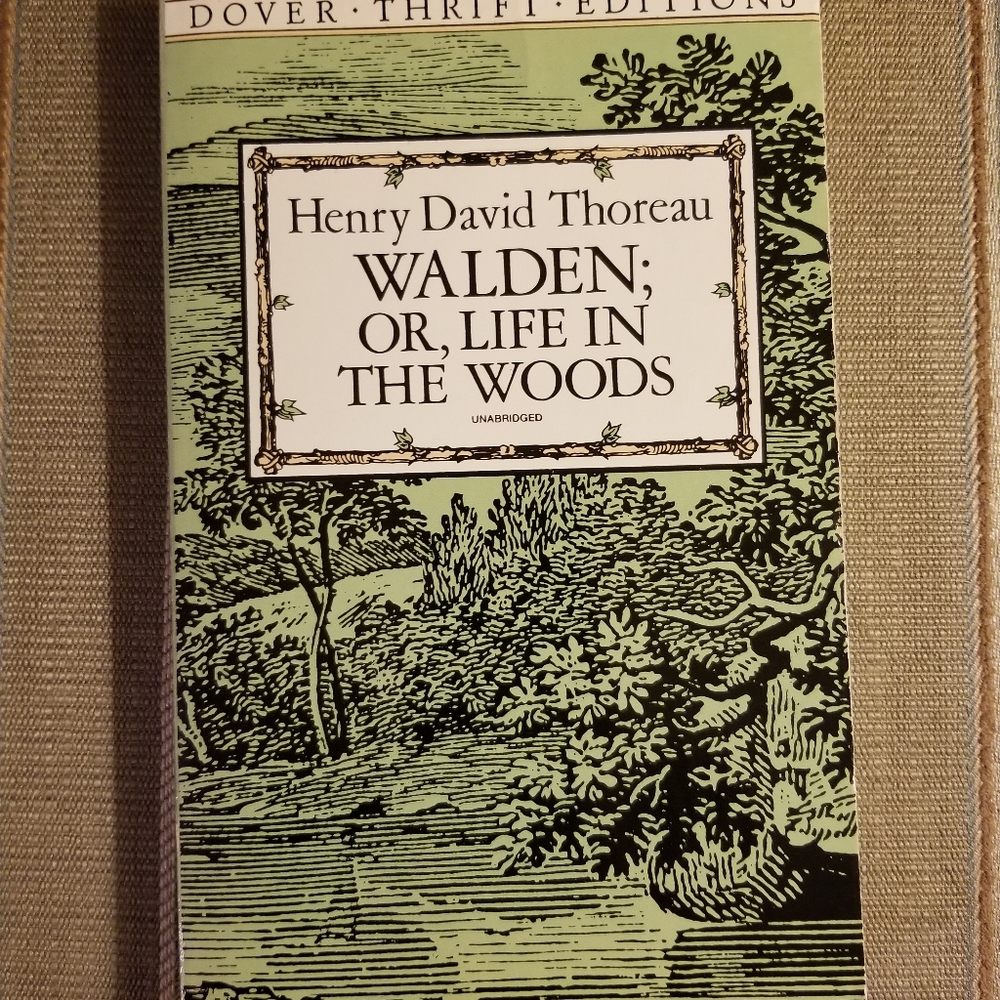 DOVER · THRIFT · EDITIONS
Henry David Thoreau
WALDEN;
OR, LIFE IN
THE WOODS
UNABRIDGED